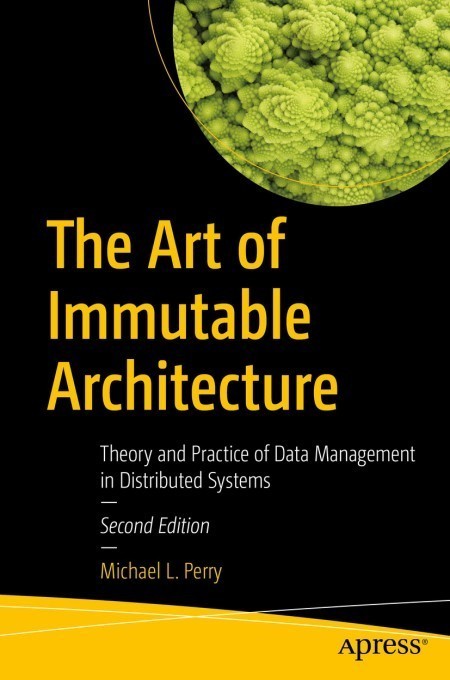 The Art of
Immutable
Architecture
Theory and Practice of Data Management
in Distributed Systems
—
Second Edition
—
Michael L. Perry
Apress®